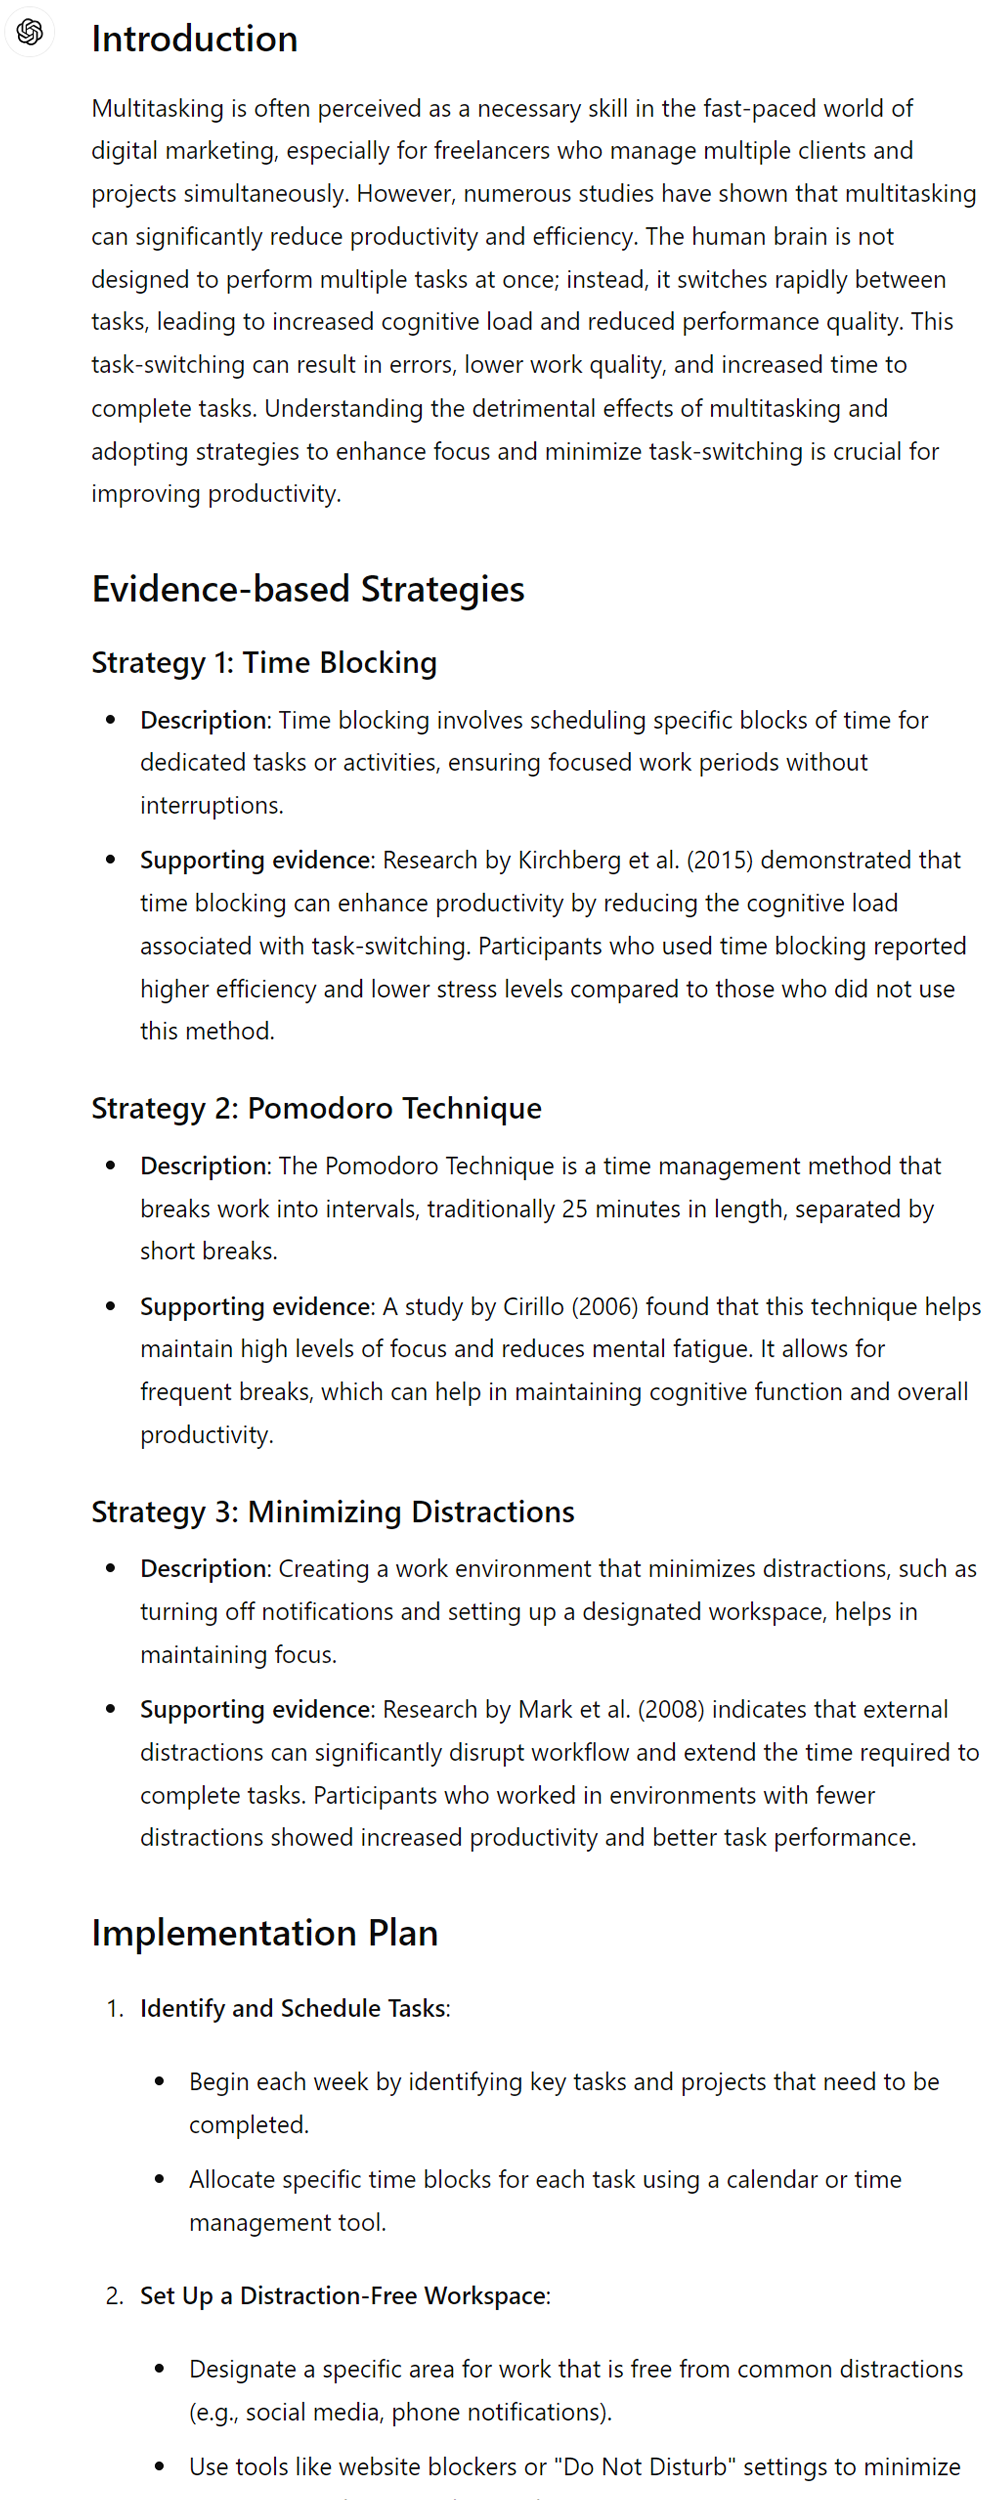 Introduction
Multitasking is often perceived as a necessary skill in the fast-paced world of
digital marketing, especially for freelancers who manage multiple clients and
projects simultaneously. However, numerous studies have shown that multitasking
can significantly reduce productivity and efficiency. The human brain is not
designed to perform multiple tasks at once; instead, it switches rapidly between
tasks, leading to increased cognitive load and reduced performance quality. This
task-switching can result in errors, lower work quality, and increased time to
complete tasks. Understanding the detrimental effects of multitasking and
adopting strategies to enhance focus and minimize task-switching is crucial for
improving productivity.
Evidence-based Strategies
Strategy 1: Time Blocking
• Description: Time blocking involves scheduling specific blocks of time for
dedicated tasks or activities, ensuring focused work periods without
interruptions.
• Supporting evidence: Research by Kirchberg et al. (2015) demonstrated that
time blocking can enhance productivity by reducing the cognitive load
associated with task-switching. Participants who used time blocking reported
higher efficiency and lower stress levels compared to those who did not use
this method.
Strategy 2: Pomodoro Technique
• Description: The Pomodoro Technique is a time management method that
breaks work into intervals, traditionally 25 minutes in length, separated by
short breaks.
• Supporting evidence: A study by Cirillo (2006) found that this technique helps
maintain high levels of focus and reduces mental fatigue. It allows for
frequent breaks, which can help in maintaining cognitive function and overall
productivity.
Strategy 3: Minimizing Distractions
• Description: Creating a work environment that minimizes distractions, such as
turning off notifications and setting up a designated workspace, helps in
maintaining focus.
• Supporting evidence: Research by Mark et al. (2008) indicates that external
distractions can significantly disrupt workflow and extend the time required to
complete tasks. Participants who worked in environments with fewer
distractions showed increased productivity and better task performance.
Implementation Plan
1. Identify and Schedule Tasks:
• Begin each week by identifying key tasks and projects that need to be
completed.
• Allocate specific time blocks for each task using a calendar or time
management tool.
2. Set Up a Distraction-Free Workspace:
• Designate a specific area for work that is free from common distractions
(e.g., social media, phone notifications).
• Use tools like website blockers or "Do Not Disturb" settings to minimize